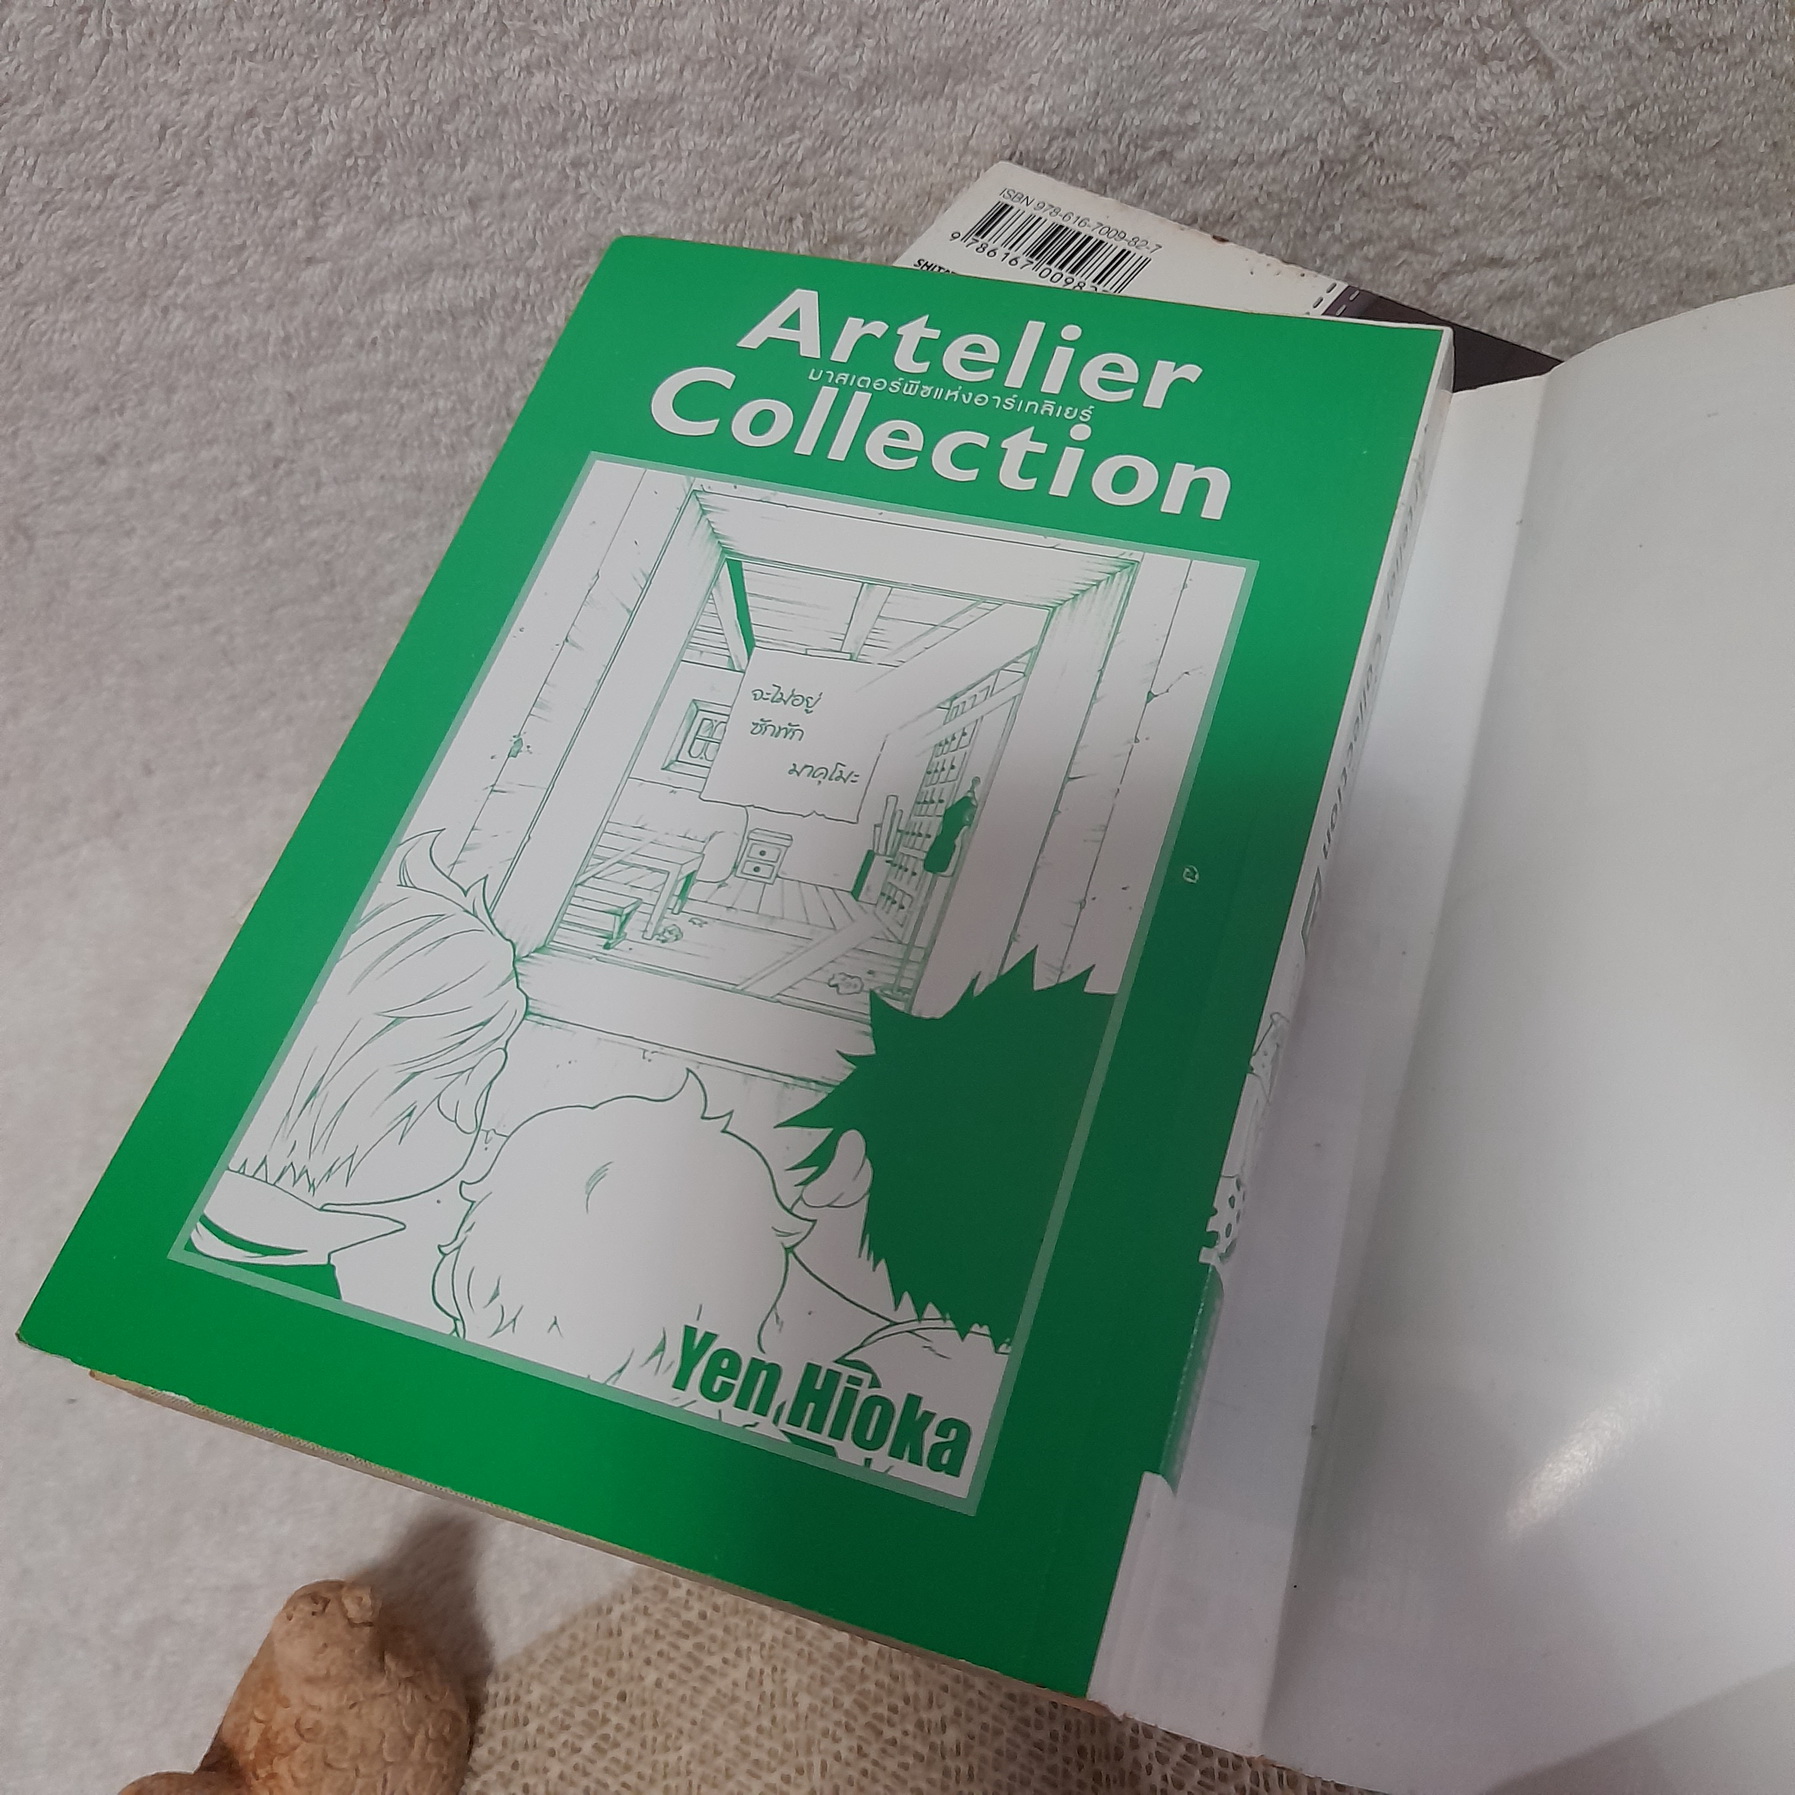 ISBN 978-616-7009-82-7
Artelier
มาสเตอร์พีซแห่งอาร์เทลิเยร์
Collection
จะไม่อยู่
ซักพัก
มาคุโมะ
Yen Hioka